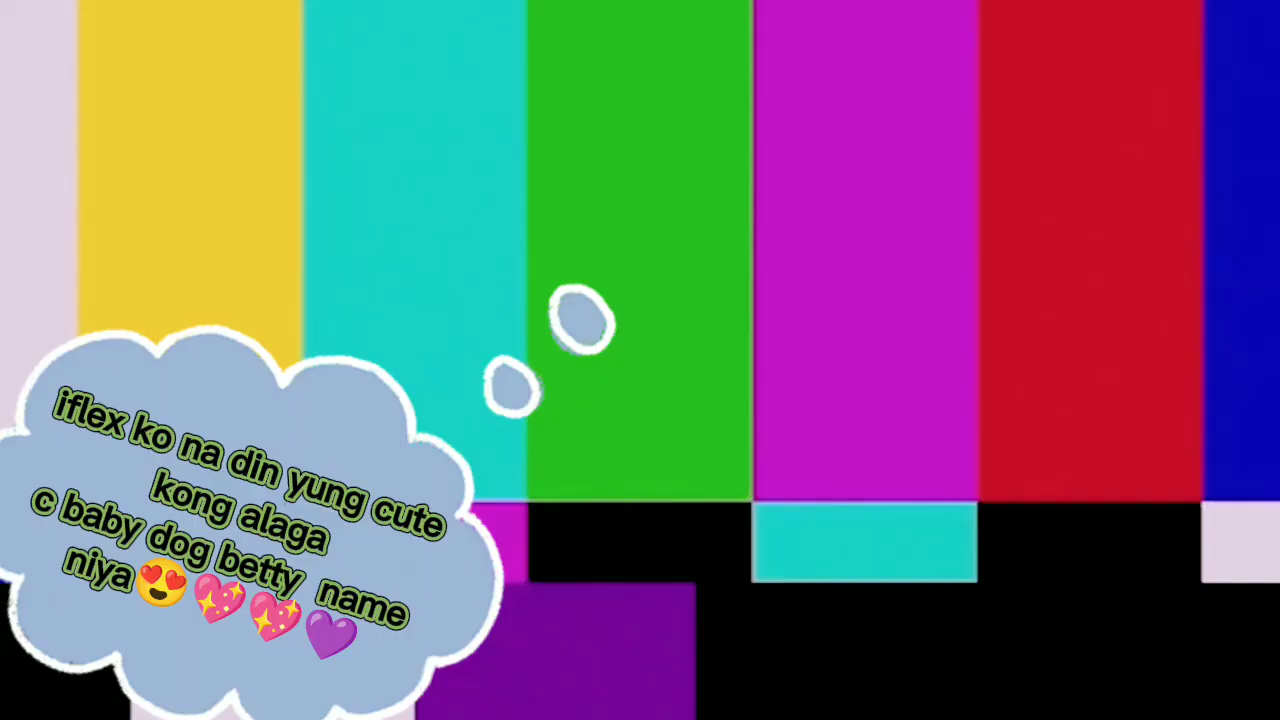 iflex ko na din yung cute
kong alaga
c baby dog betty name
niya😍💖💖💜